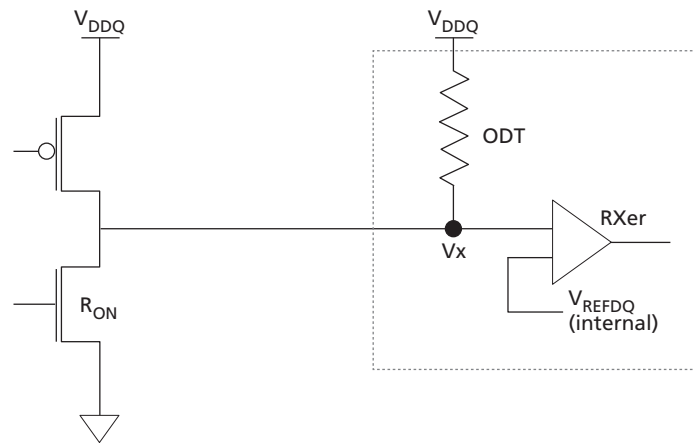 VDDQ
VDDQ
ODT
RXer
Vx
RON
VREFDQ
(internal)